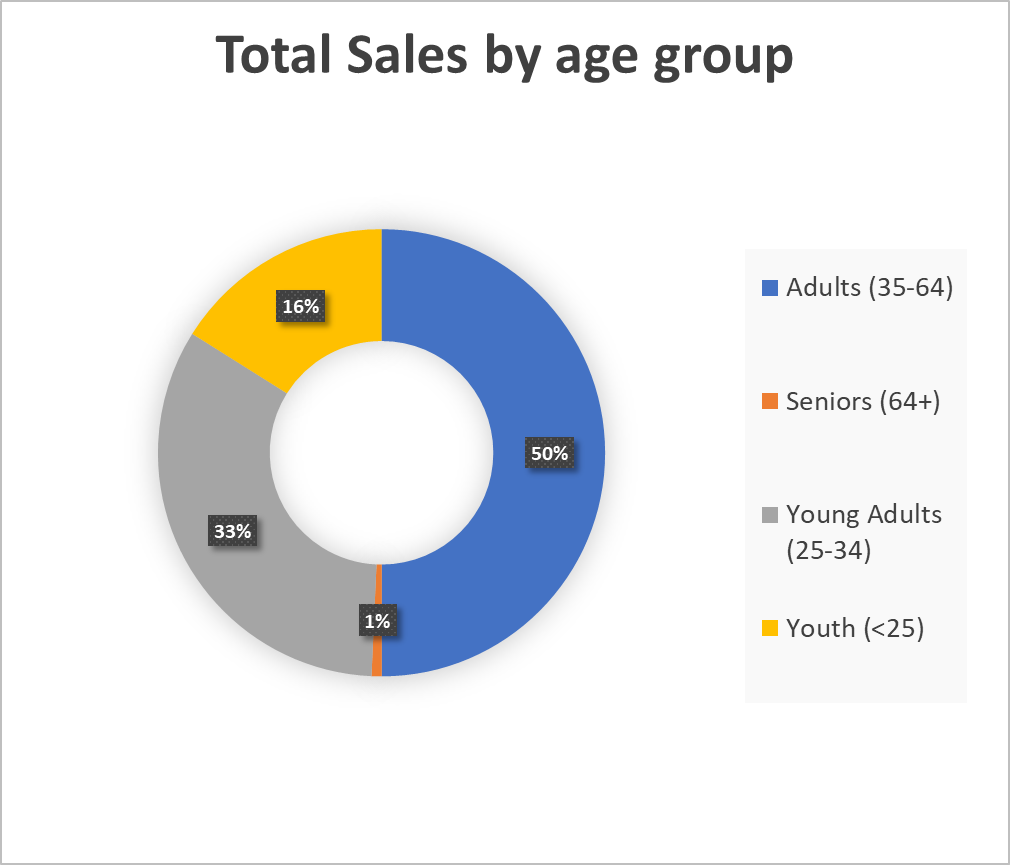 Total Sales by age group
16%
50%
33%
1%
Adults (35-64)
Seniors (64+)
Young Adults
(25-34)
Youth (<25)